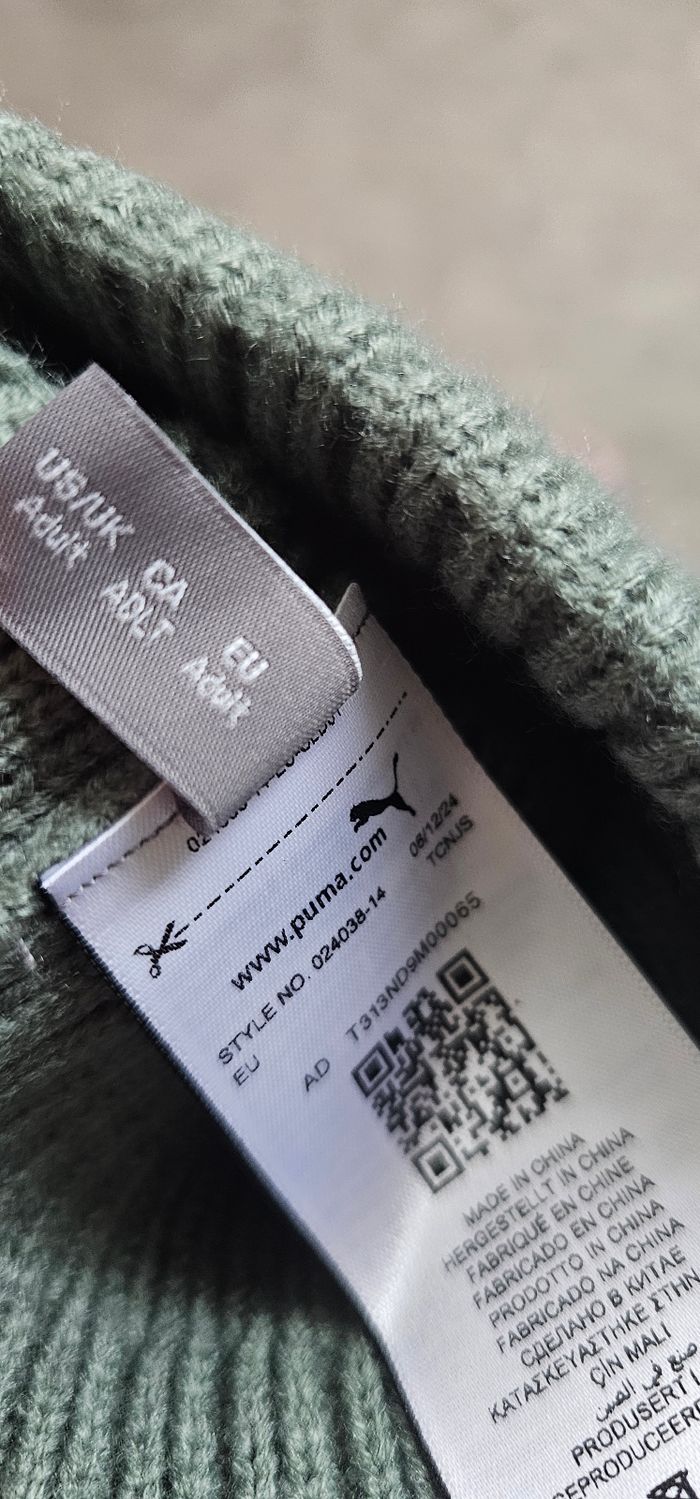 US/UK CA EU
Adult ADLT Adult
www.puma.com
08/12/24
TCNJS
STYLE NO. 024038-14
EU AD T313ND9M00065
MADE IN CHINA
HERGESTELLT IN CHINA
FABRIQUÉ EN CHINE
FABRICADO EN CHINA
PRODOTTO IN CHINA
FABRICADO NA CHINA
СДЕЛАНО В КИТАЕ
ΚΑΤΑΣΚΕΥΑΣΤΗΚΕ ΣΤΗΝ
ÇİN MALI
صنع في الصين
PRODUSERT I